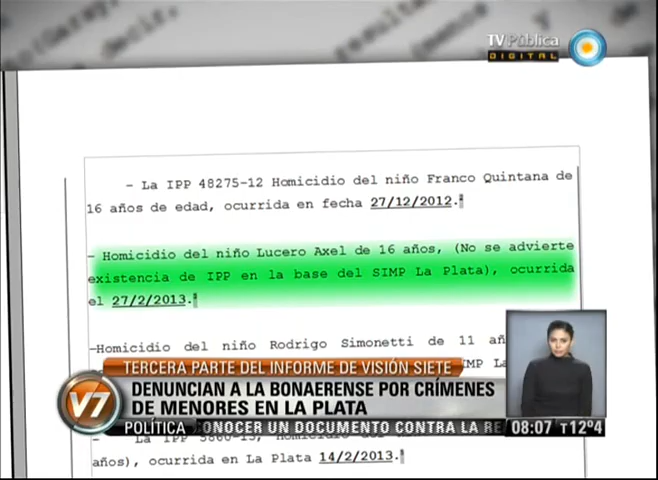 TV Pública
DIGITAL
- La IPP 48275-12 Homicidio del niño Franco Quintana de
16 años de edad, ocurrida en fecha 27/12/2012.
- Homicidio del niño Lucero Axel de 16 años, (No se advierte
existencia de IPP en la base del SIMP La Plata), ocurrida
el 27/2/2013.
-Homicidio del niño Rodrigo Simonetti de 11
TERCERA PARTE DEL INFORME DE VISIÓN SIETE
V7
DENUNCIAN A LA BONAERENSE POR CRÍMENES
DE MENORES EN LA PLATA
POLÍTICA
ONOCER UN DOCUMENTO CONTRA LA RE
08:07 T12°4
años), ocurrida en La Plata 14/2/2013.